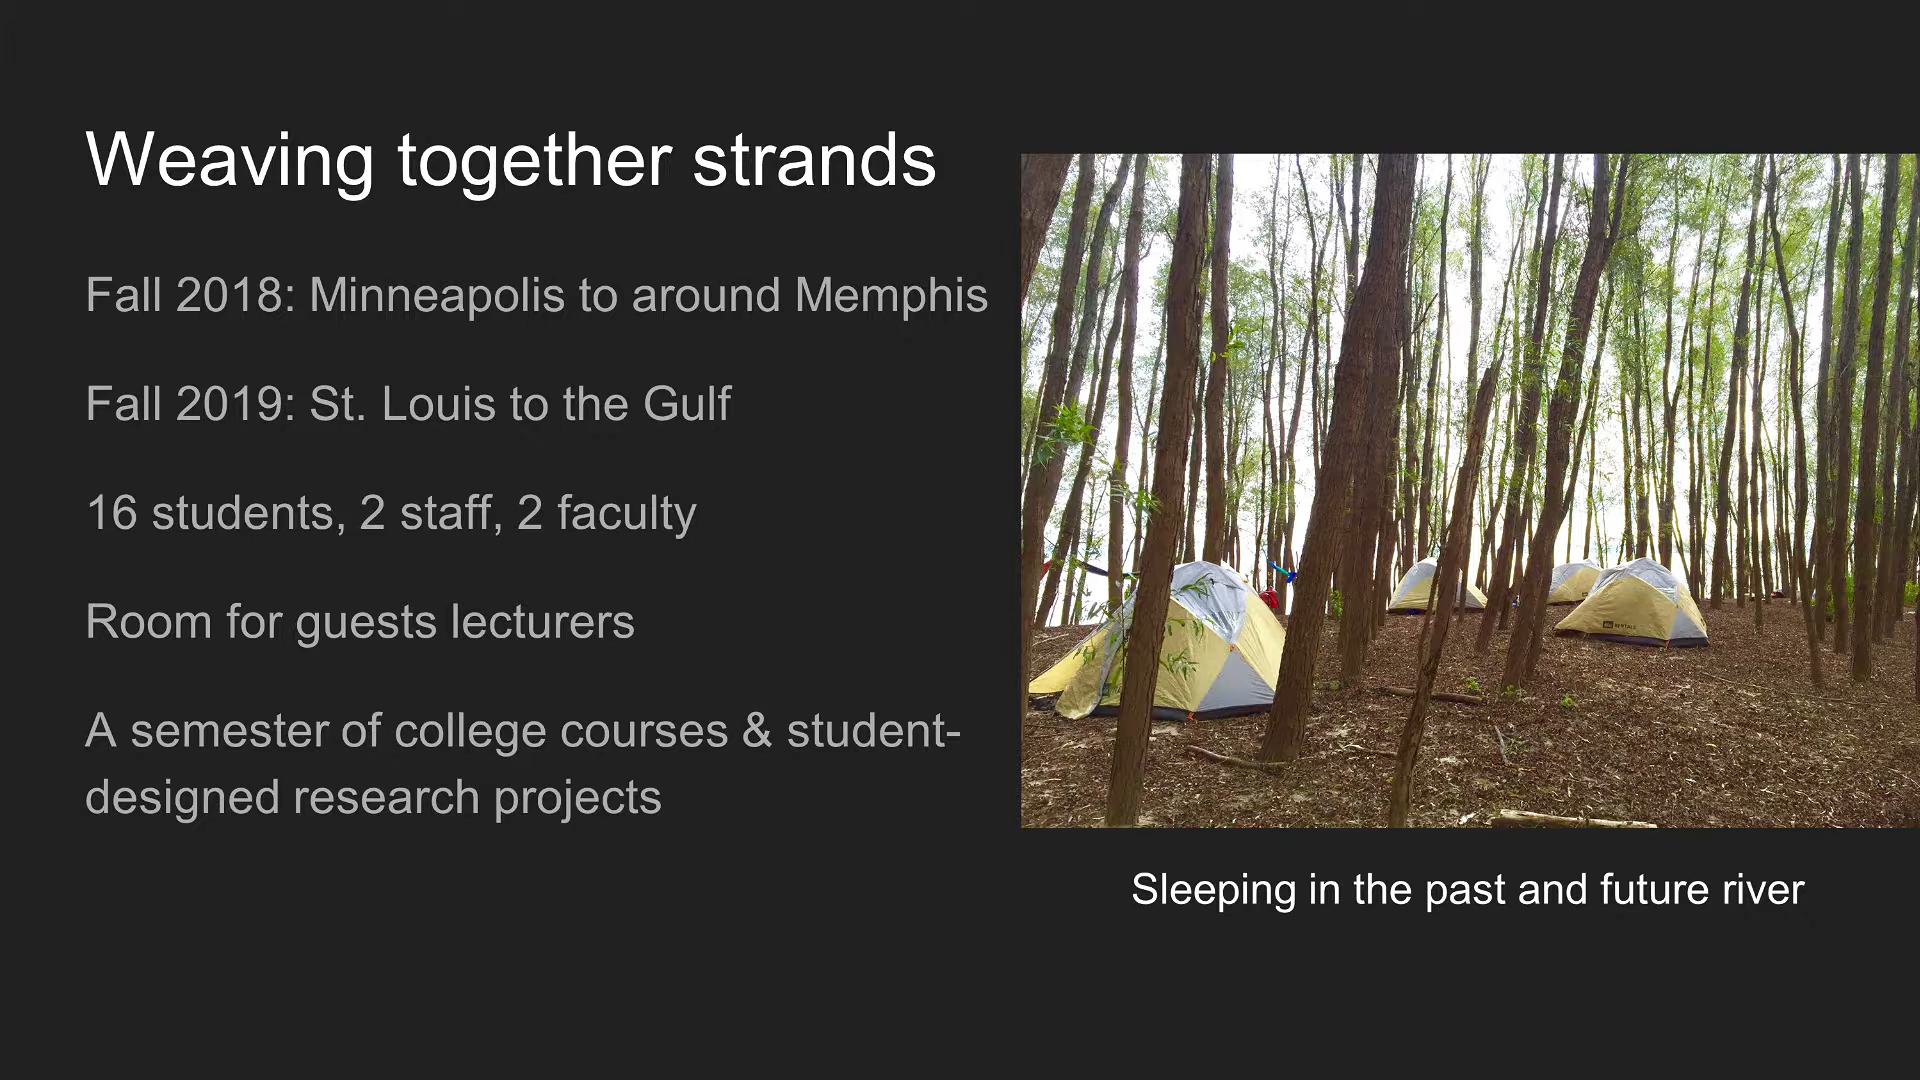 Weaving together strands
Fall 2018: Minneapolis to around Memphis
Fall 2019: St. Louis to the Gulf
16 students, 2 staff, 2 faculty
Room for guests lecturers
A semester of college courses & student-
designed research projects
Sleeping in the past and future river